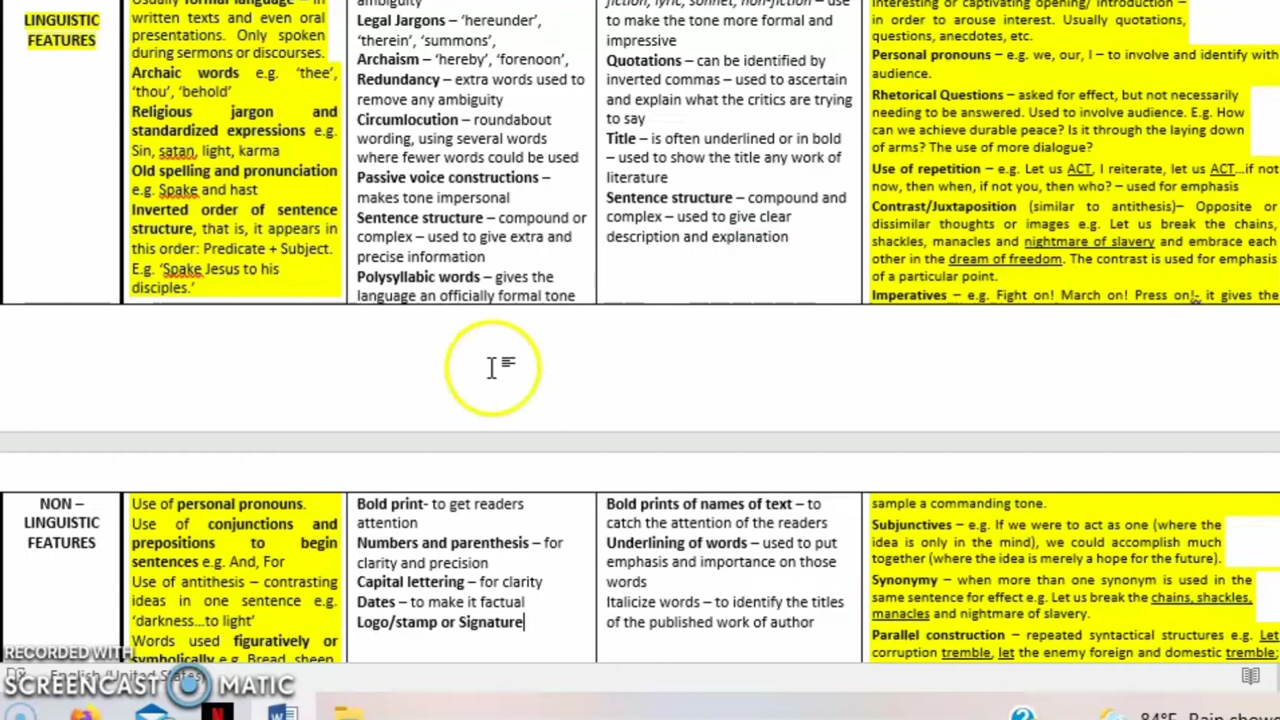 LINGUISTIC
FEATURES
Usually formal language – in
written texts and even oral
presentations. Only spoken
during sermons or discourses.
Archaic words e.g. ‘thee’,
‘thou’, ‘behold’
Religious jargon and
standardized expressions e.g.
Sin, satan, light, karma
Old spelling and pronunciation
e.g. Spake and hast
Inverted order of sentence
structure, that is, it appears in
this order: Predicate + Subject.
E.g. ‘Spake Jesus to his
disciples.’
ambiguity
Legal Jargons – ‘hereunder’,
‘therein’, ‘summons’,
Archaism – ‘hereby’, ‘forenoon’,
Redundancy – extra words used to
remove any ambiguity
Circumlocution – roundabout
wording, using several words
where fewer words could be used
Passive voice constructions –
makes tone impersonal
Sentence structure – compound or
complex – used to give extra and
precise information
Polysyllabic words – gives the
language an officially formal tone
fiction, lyric, sonnet, non-fiction – use
to make the tone more formal and
impressive
Quotations – can be identified by
inverted commas – used to ascertain
and explain what the critics are trying
to say
Title – is often underlined or in bold
– used to show the title any work of
literature
Sentence structure – compound and
complex – used to give clear
description and explanation
interesting or captivating opening/ introduction –
in order to arouse interest. Usually quotations,
questions, anecdotes, etc.
Personal pronouns – e.g. we, our, I – to involve and identify with
audience.
Rhetorical Questions – asked for effect, but not necessarily
needing to be answered. Used to involve audience. E.g. How
can we achieve durable peace? Is it through the laying down
of arms? The use of more dialogue?
Use of repetition – e.g. Let us ACT, I reiterate, let us ACT…if not
now, then when, if not you, then who? – used for emphasis
Contrast/Juxtaposition (similar to antithesis)– Opposite or
dissimilar thoughts or images e.g. Let us break the chains,
shackles, manacles and nightmare of slavery and embrace each
other in the dream of freedom. The contrast is used for emphasis
of a particular point.
Imperatives – e.g. Fight on! March on! Press on!- it gives the
NON –
LINGUISTIC
FEATURES
Use of personal pronouns.
Use of conjunctions and
prepositions to begin
sentences e.g. And, For
Use of antithesis – contrasting
ideas in one sentence e.g.
‘darkness…to light’
Words used figuratively or
symbolically e.g. Bread, sheep
Bold print- to get readers
attention
Numbers and parenthesis – for
clarity and precision
Capital lettering – for clarity
Dates – to make it factual
Logo/stamp or Signature
Bold prints of names of text – to
catch the attention of the readers
Underlining of words – used to put
emphasis and importance on those
words
Italicize words – to identify the titles
of the published work of author
sample a commanding tone.
Subjunctives – e.g. If we were to act as one (where the
idea is only in the mind), we could accomplish much
together (where the idea is merely a hope for the future).
Synonymy – when more than one synonym is used in the
same sentence for effect e.g. Let us break the chains, shackles,
manacles and nightmare of slavery.
Parallel construction – repeated syntactical structures e.g. Let
corruption tremble, let the enemy foreign and domestic tremble;
RECORDED WITH
SCREENCAST MATIC
English (United States)
84°F Rain